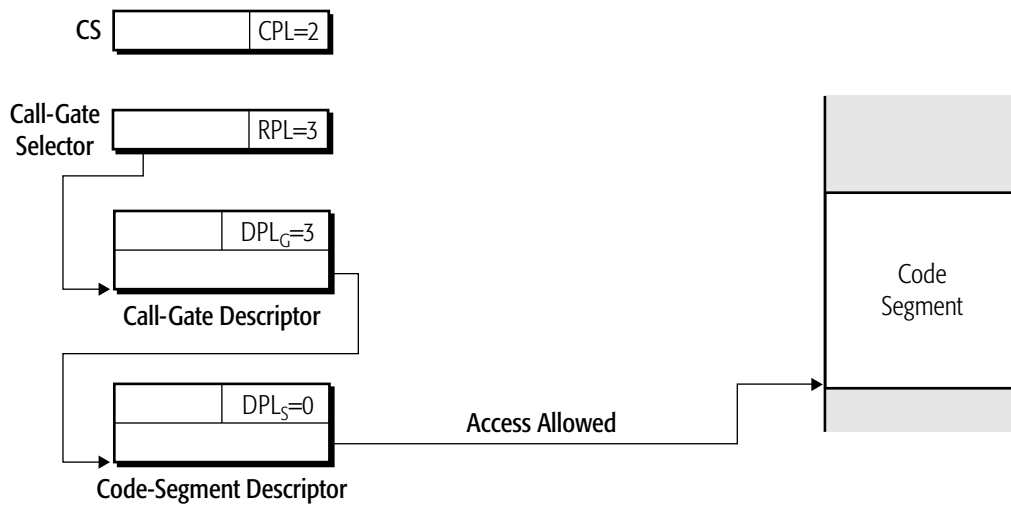 CS
CPL=2
Call-Gate
Selector
RPL=3
DPL_G=3
Call-Gate Descriptor
DPL_S=0
Code-Segment Descriptor
Access Allowed
Code
Segment